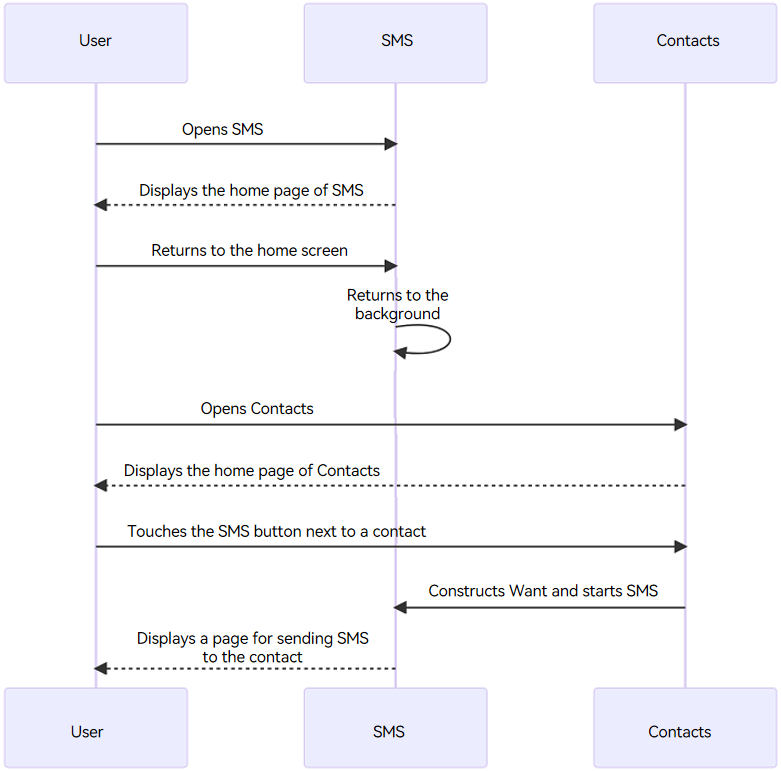 User
SMS
Contacts
Opens SMS
Displays the home page of SMS
Returns to the home screen
Returns to the
background
Opens Contacts
Displays the home page of Contacts
Touches the SMS button next to a contact
Constructs Want and starts SMS
Displays a page for sending SMS
to the contact
User
SMS
Contacts